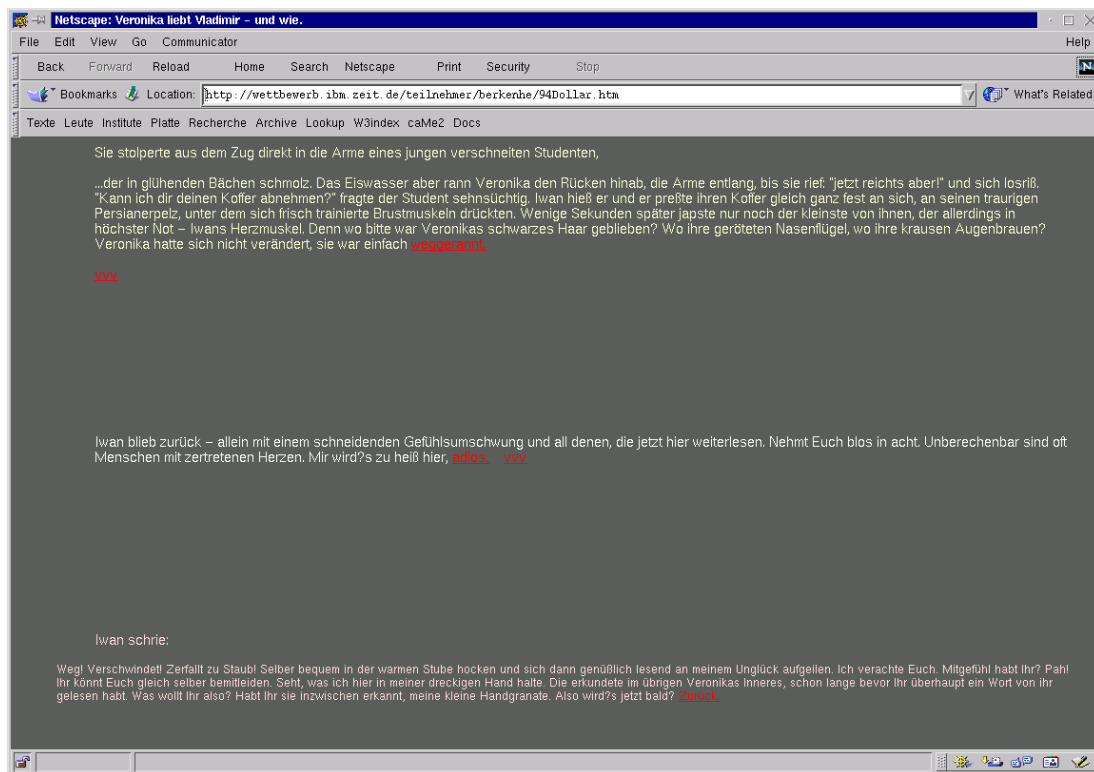 Netscape: Veronika liebt Vladimir – und wie.
File Edit View Go Communicator Help
Back Forward Reload Home Search Netscape Print Security Stop
N
Bookmarks Location: http://wettbewerb.ibm.zeit.de/teilnehmer/berkenhe/94Dollar.htm What's Related
Texte Leute Institute Platte Recherche Archive Lookup W3index caMe2 Docs
Sie stolperte aus dem Zug direkt in die Arme eines jungen verschneiten Studenten,
...der in glühenden Bächen schmolz. Das Eiswasser aber rann Veronika den Rücken hinab, die Arme entlang, bis sie rief: "jetzt reichts aber!" und sich losriß.
"Kann ich dir deinen Koffer abnehmen?" fragte der Student sehnsüchtig. Iwan hieß er und er preßte ihren Koffer gleich ganz fest an sich, an seinen traurigen
Persianerpelz, unter dem sich frisch trainierte Brustmuskeln drückten. Wenige Sekunden später japste nur noch der kleinste von ihnen, der allerdings in
höchster Not – Iwans Herzmuskel. Denn wo bitte war Veronikas schwarzes Haar geblieben? Wo ihre geröteten Nasenflügel, wo ihre krausen Augenbrauen?
Veronika hatte sich nicht verändert, sie war einfach weggerannt.
vvv
Iwan blieb zurück – allein mit einem schneidenden Gefühlsumschwung und all denen, die jetzt hier weiterlesen. Nehmt Euch blos in acht. Unberechenbar sind oft
Menschen mit zertretenen Herzen. Mir wird?s zu heiß hier, adios. vvv
Iwan schrie:
Weg! Verschwindet! Zerfallt zu Staub! Selber bequem in der warmen Stube hocken und sich dann genüßlich lesend an meinem Unglück aufgeilen. Ich verachte Euch. Mitgefühl habt Ihr? Pah!
Ihr könnt Euch gleich selber bemitleiden. Seht, was ich hier in meiner dreckigen Hand halte. Die erkundete im übrigen Veronikas Inneres, schon lange bevor Ihr überhaupt ein Wort von ihr
gelesen habt. Was wollt Ihr also? Habt Ihr sie inzwischen erkannt, meine kleine Handgranate. Also wird?s jetzt bald? Zurück.